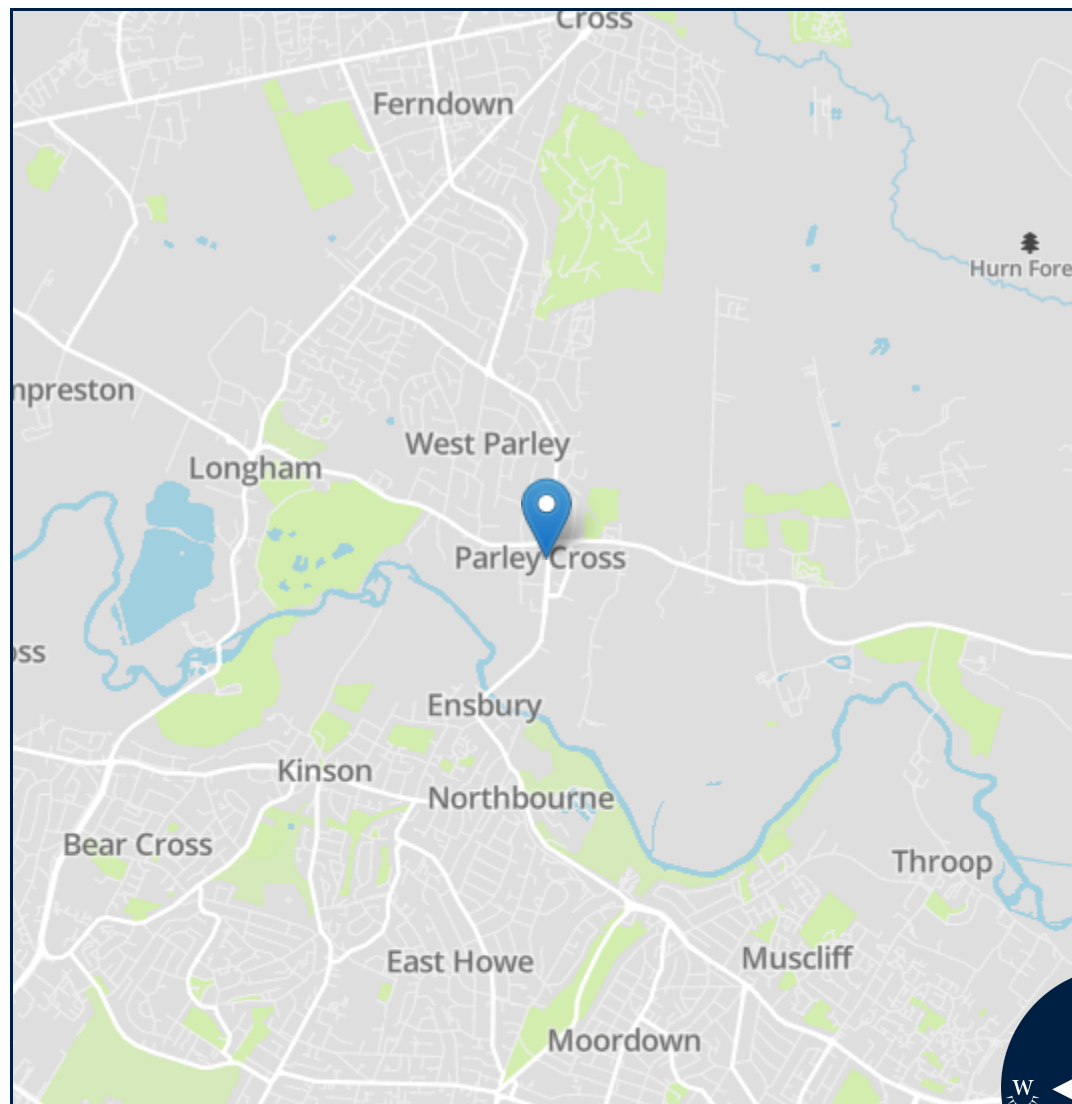 Cross
Ferndown
Hurn Fore
npreston
West Parley
Longham
Parley Cross
oss
Ensbury
Kinson
Northbourne
Bear Cross
Throop
East Howe
Muscliff
Moordown
W